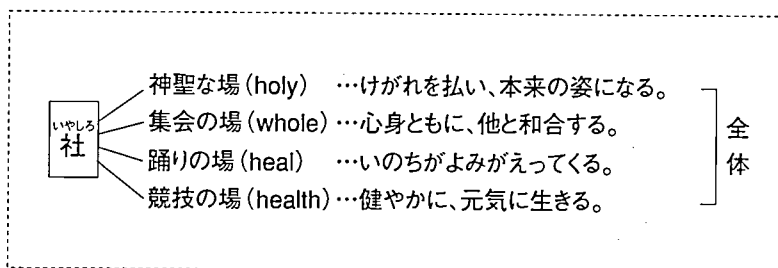 神聖な場(holy) …けがれを払い、本来の姿になる。
集会の場(whole)…心身ともに、他と和合する。
踊りの場(heal) …いのちがよみがえってくる。
競技の場(health)…健やかに、元気に生きる。
いやしろ
社
全体